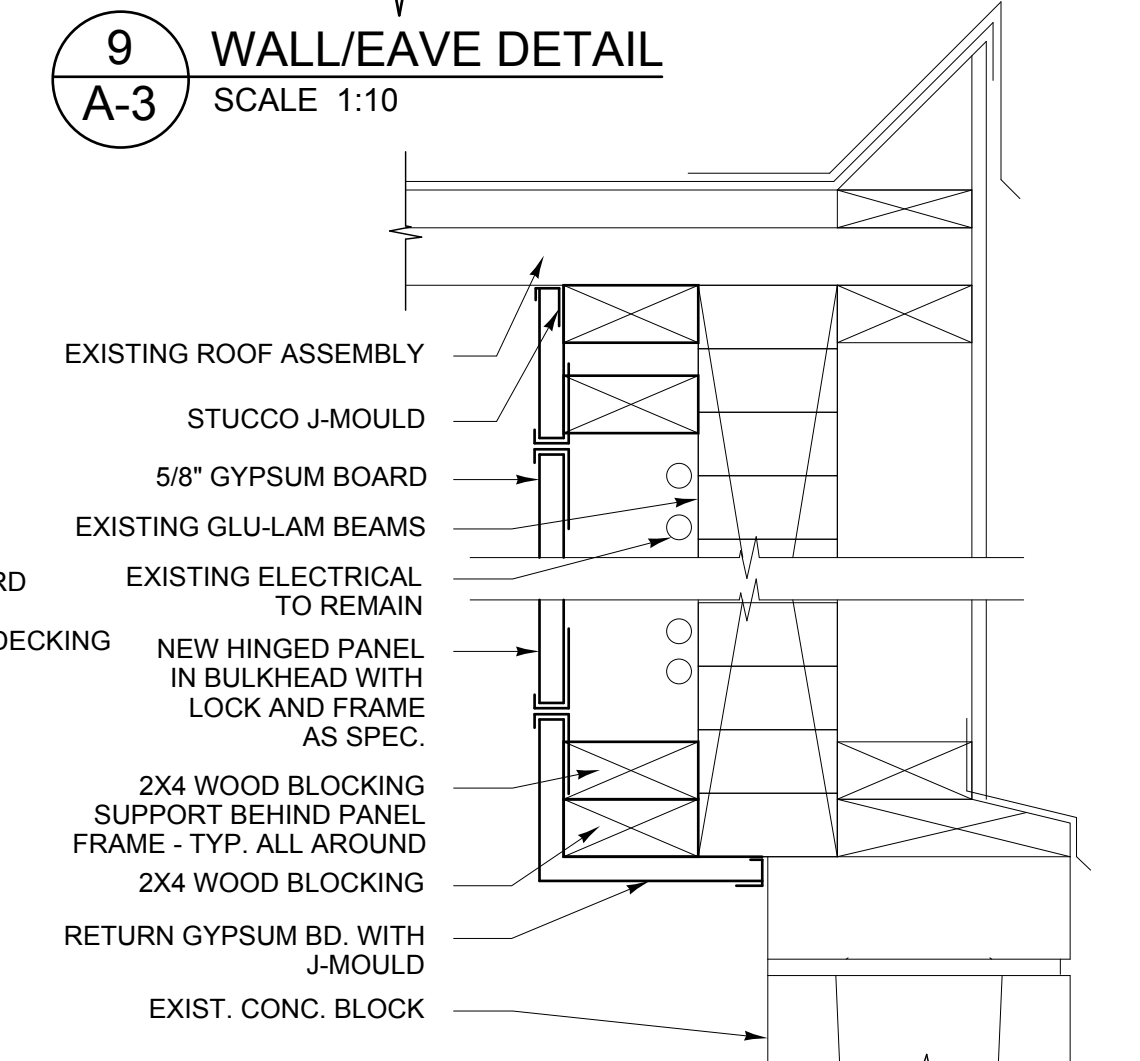 9
A-3
WALL/EAVE DETAIL
SCALE 1:10
EXISTING ROOF ASSEMBLY
STUCCO J-MOULD
5/8" GYPSUM BOARD
EXISTING GLU-LAM BEAMS
EXISTING ELECTRICAL
TO REMAIN
RD
DECKING
NEW HINGED PANEL
IN BULKHEAD WITH
LOCK AND FRAME
AS SPEC.
2X4 WOOD BLOCKING
SUPPORT BEHIND PANEL
FRAME - TYP. ALL AROUND
2X4 WOOD BLOCKING
RETURN GYPSUM BD. WITH
J-MOULD
EXIST. CONC. BLOCK